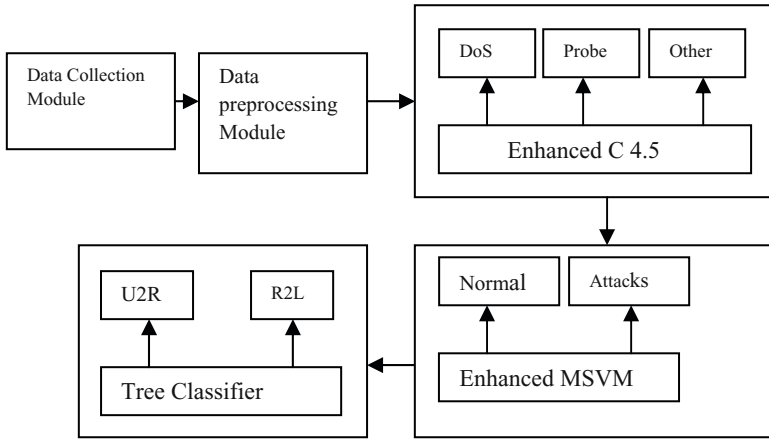 Data Collection
Module
Data
preprocessing
Module
DoS
Probe
Other
Enhanced C 4.5
Normal
Attacks
Enhanced MSVM
U2R
R2L
Tree Classifier